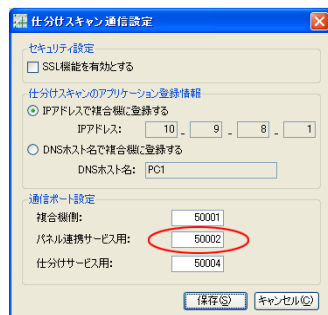 仕分けスキャン通信設定
セキュリティ設定
SSL機能を有効とする
仕分けスキャンのアプリケーション登録情報
IPアドレスで複合機に登録する
IPアドレス: 10 . 9 . 8 . 1
DNSホスト名で複合機に登録する
DNSホスト名: PC1
通信ポート設定
複合機側: 50001
パネル連携サービス用: 50002
仕分けサービス用: 50004
保存(S) キャンセル(C)